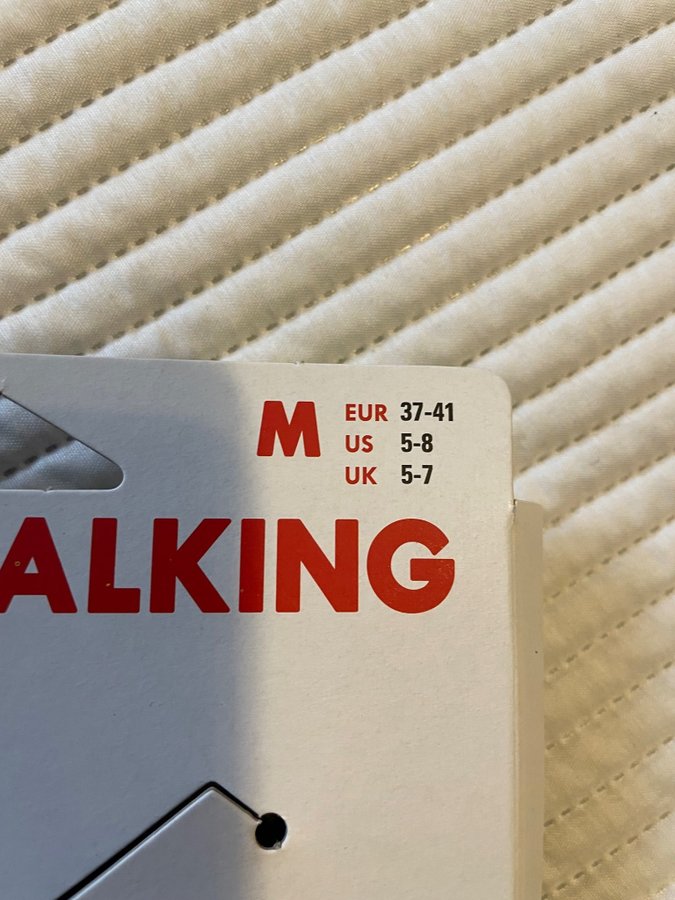 M EUR 37-41
US 5-8
UK 5-7
ALKING